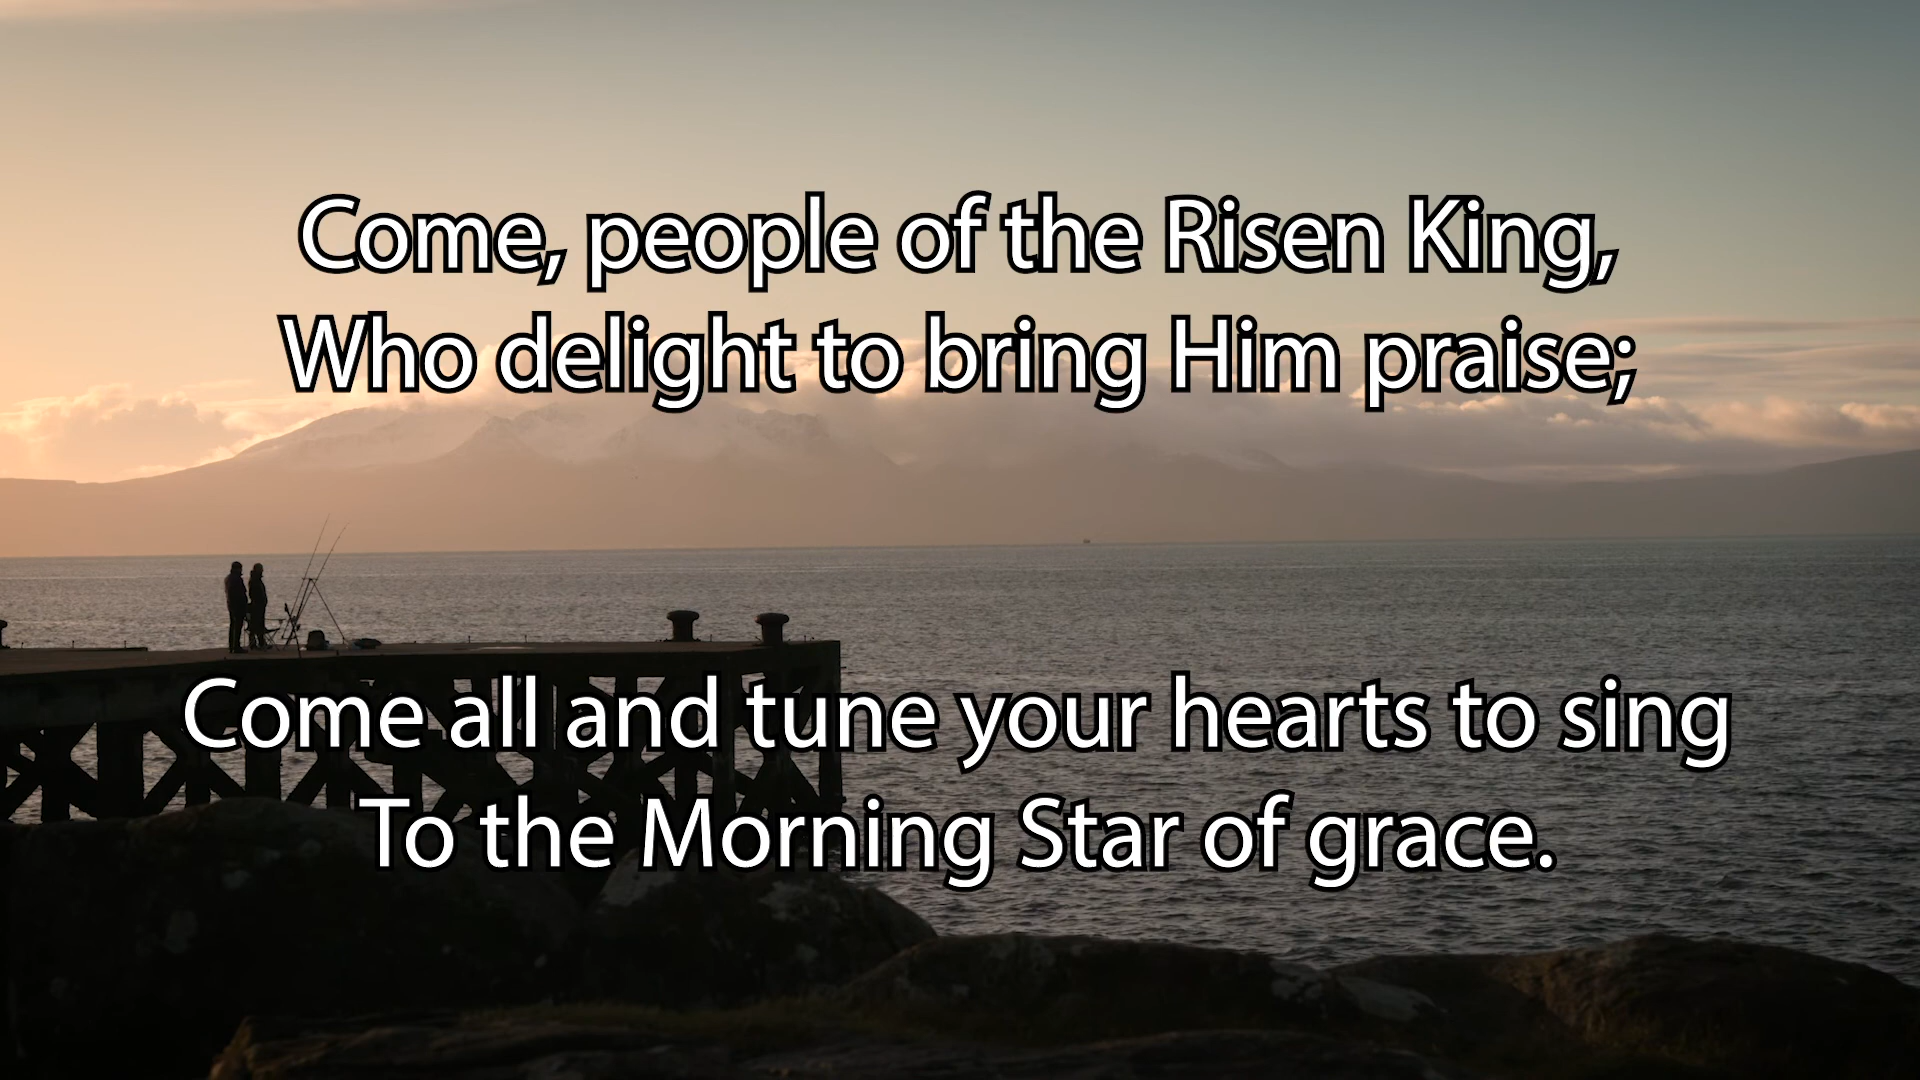 Come, people of the Risen King,
Who delight to bring Him praise;
Come all and tune your hearts to sing
To the Morning Star of grace.